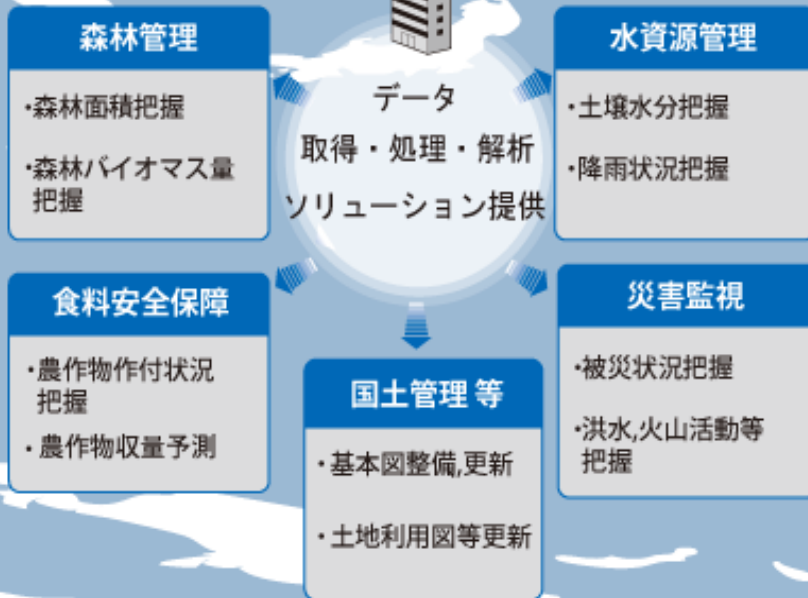 森林管理
・森林面積把握
・森林バイオマス量
把握
データ
取得・処理・解析
ソリューション提供
水資源管理
・土壌水分把握
・降雨状況把握
食料安全保障
・農作物作付状況
把握
・農作物収量予測
国土管理 等
・基本図整備,更新
・土地利用図等更新
災害監視
・被災状況把握
・洪水,火山活動等
把握